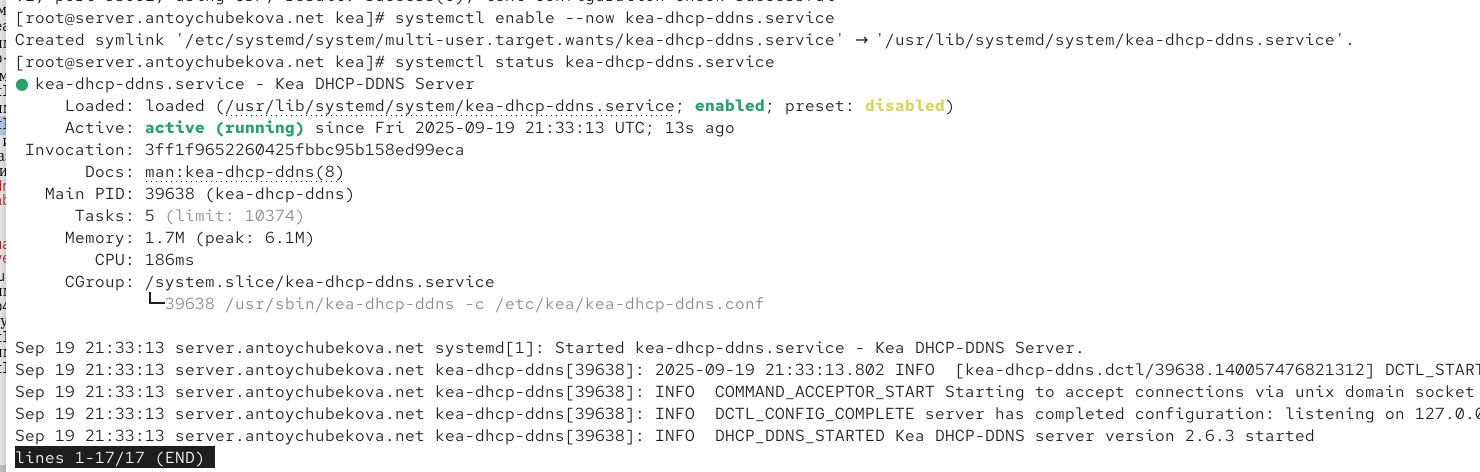 [root@server.antoychubekova.net kea]# systemctl enable --now kea-dhcp-ddns.service
Created symlink '/etc/systemd/system/multi-user.target.wants/kea-dhcp-ddns.service' → '/usr/lib/systemd/system/kea-dhcp-ddns.service'.
[root@server.antoychubekova.net kea]# systemctl status kea-dhcp-ddns.service
● kea-dhcp-ddns.service - Kea DHCP-DDNS Server
Loaded: loaded (/usr/lib/systemd/system/kea-dhcp-ddns.service; enabled; preset: disabled)
Active: active (running) since Fri 2025-09-19 21:33:13 UTC; 13s ago
Invocation: 3ff1f9652260425fbbc95b158ed99eca
Docs: man:kea-dhcp-ddns(8)
Main PID: 39638 (kea-dhcp-ddns)
Tasks: 5 (limit: 10374)
Memory: 1.7M (peak: 6.1M)
CPU: 186ms
CGroup: /system.slice/kea-dhcp-ddns.service
└─39638 /usr/sbin/kea-dhcp-ddns -c /etc/kea/kea-dhcp-ddns.conf
Sep 19 21:33:13 server.antoychubekova.net systemd[1]: Started kea-dhcp-ddns.service - Kea DHCP-DDNS Server.
Sep 19 21:33:13 server.antoychubekova.net kea-dhcp-ddns[39638]: 2025-09-19 21:33:13.802 INFO [kea-dhcp-ddns.dctl/39638.140057476821312] DCTL_START
Sep 19 21:33:13 server.antoychubekova.net kea-dhcp-ddns[39638]: INFO COMMAND_ACCEPTOR_START Starting to accept connections via unix domain socket
Sep 19 21:33:13 server.antoychubekova.net kea-dhcp-ddns[39638]: INFO DCTL_CONFIG_COMPLETE server has completed configuration: listening on 127.0.0
Sep 19 21:33:13 server.antoychubekova.net kea-dhcp-ddns[39638]: INFO DHCP_DDNS_STARTED Kea DHCP-DDNS server version 2.6.3 started
lines 1-17/17 (END)